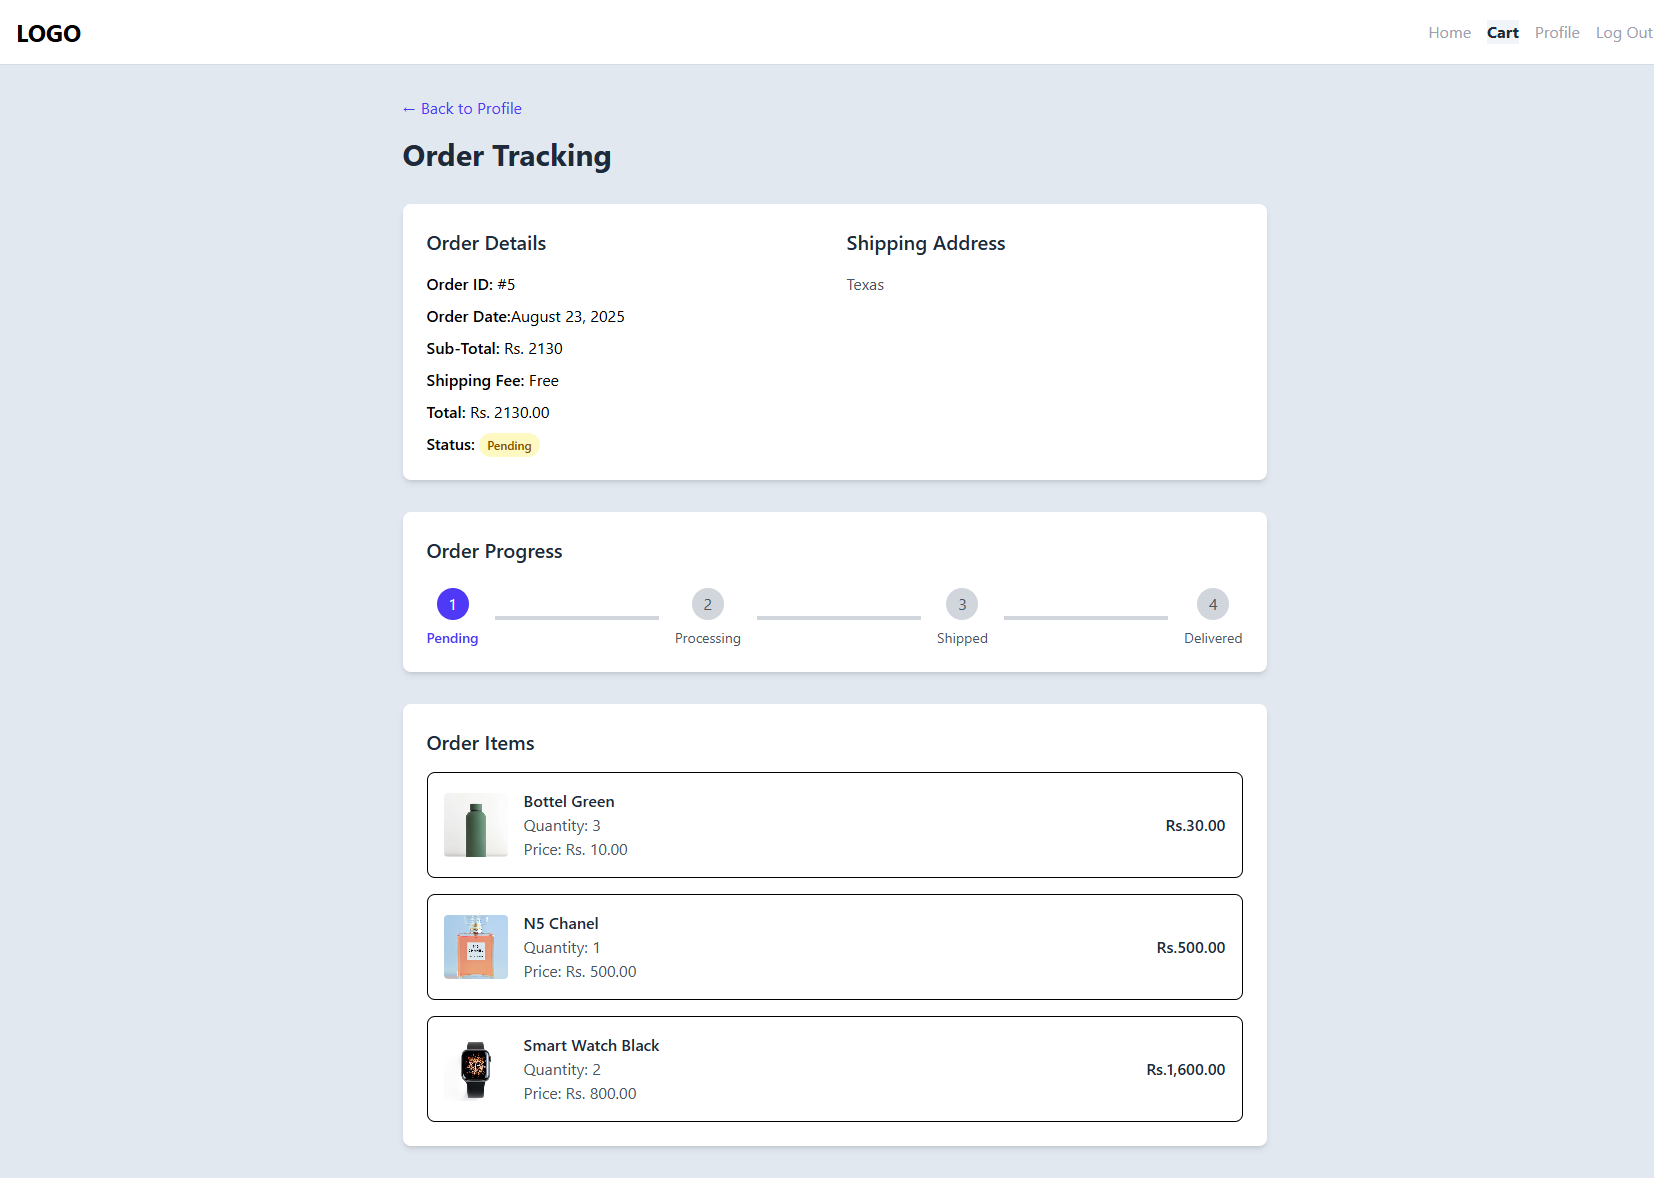 LOGO
Home Cart Profile Log Out
← Back to Profile
Order Tracking
Order Details
Order ID: #5
Order Date:August 23, 2025
Sub-Total: Rs. 2130
Shipping Fee: Free
Total: Rs. 2130.00
Status: Pending
Shipping Address
Texas
Order Progress
1
Pending
2
Processing
3
Shipped
4
Delivered
Order Items
Bottel Green
Quantity: 3
Price: Rs. 10.00
Rs.30.00
N5 Chanel
Quantity: 1
Price: Rs. 500.00
Rs.500.00
Smart Watch Black
Quantity: 2
Price: Rs. 800.00
Rs.1,600.00